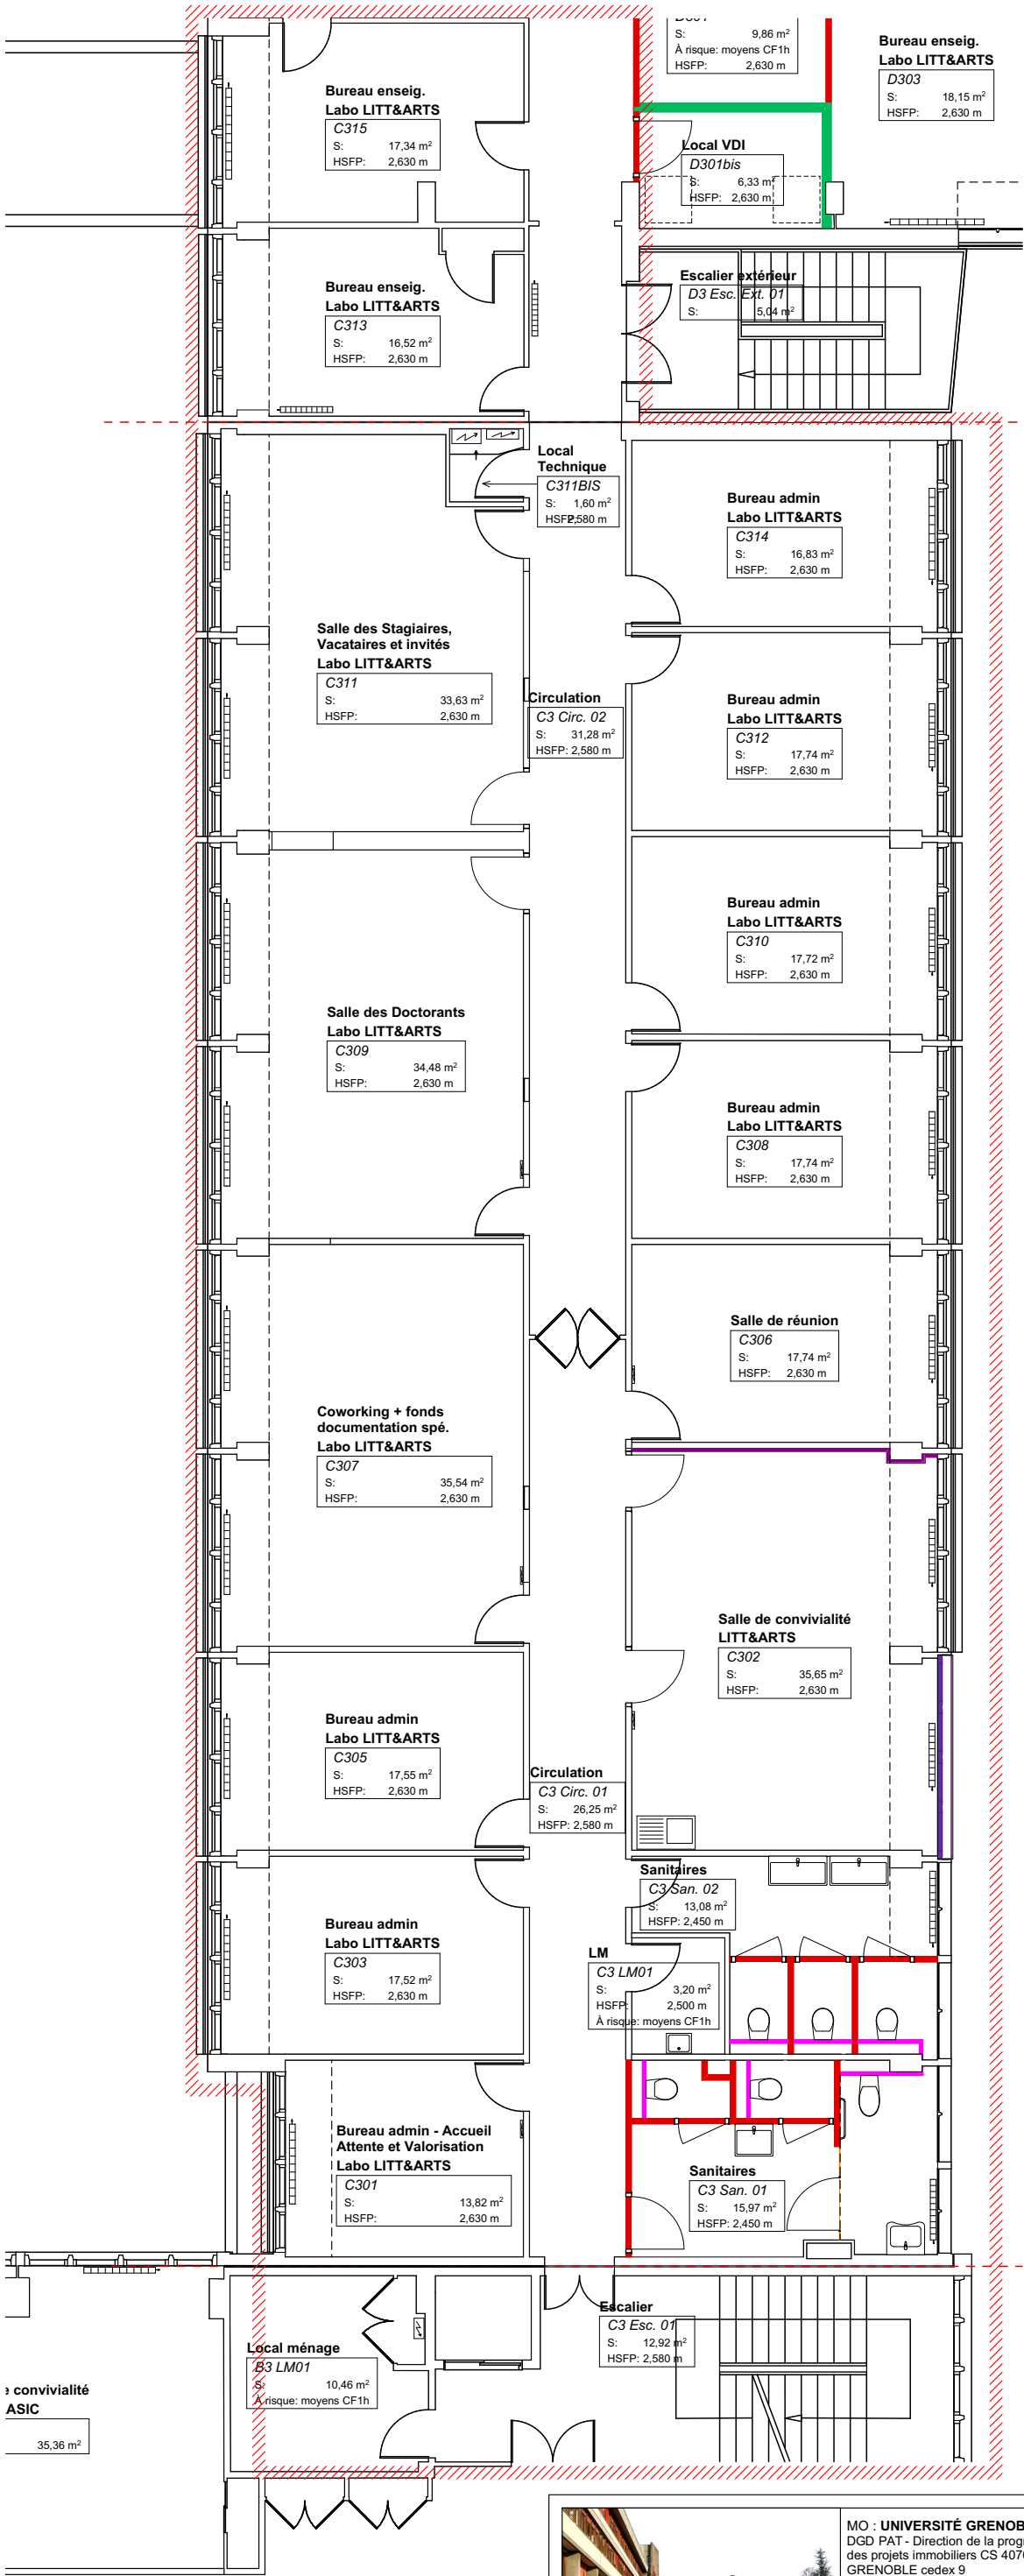 S: 9,86 m²
À risque: moyens CF1h
HSFP: 2,630 m
Bureau enseig.
Labo LITT&ARTS
D303
S: 18,15 m²
HSFP: 2,630 m
Bureau enseig.
Labo LITT&ARTS
C315
S: 17,34 m²
HSFP: 2,630 m
Local VDI
D301bis
S: 6,33 m²
HSFP: 2,630 m
Bureau enseig.
Labo LITT&ARTS
C313
S: 16,52 m²
HSFP: 2,630 m
Escalier extérieur
D3 Esc. Ext. 01
S: 5,04 m²
Local
Technique
C311BIS
S: 1,60 m²
HSFP: 2,580 m
Bureau admin
Labo LITT&ARTS
C314
S: 16,83 m²
HSFP: 2,630 m
Salle des Stagiaires,
Vacataires et invités
Labo LITT&ARTS
C311
S: 33,63 m²
HSFP: 2,630 m
Circulation
C3 Circ. 02
S: 31,28 m²
HSFP: 2,580 m
Bureau admin
Labo LITT&ARTS
C312
S: 17,74 m²
HSFP: 2,630 m
Bureau admin
Labo LITT&ARTS
C310
S: 17,72 m²
HSFP: 2,630 m
Salle des Doctorants
Labo LITT&ARTS
C309
S: 34,48 m²
HSFP: 2,630 m
Bureau admin
Labo LITT&ARTS
C308
S: 17,74 m²
HSFP: 2,630 m
Salle de réunion
C306
S: 17,74 m²
HSFP: 2,630 m
Coworking + fonds
documentation spé.
Labo LITT&ARTS
C307
S: 35,54 m²
HSFP: 2,630 m
Salle de convivialité
LITT&ARTS
C302
S: 35,65 m²
HSFP: 2,630 m
Bureau admin
Labo LITT&ARTS
C305
S: 17,55 m²
HSFP: 2,630 m
Circulation
C3 Circ. 01
S: 26,25 m²
HSFP: 2,580 m
Sanitaires
C3 San. 02
S: 13,08 m²
HSFP: 2,450 m
Bureau admin
Labo LITT&ARTS
C303
S: 17,52 m²
HSFP: 2,630 m
LM
C3 LM01
S: 3,20 m²
HSFP: 2,500 m
À risque: moyens CF1h
Bureau admin - Accueil
Attente et Valorisation
Labo LITT&ARTS
C301
S: 13,82 m²
HSFP: 2,630 m
Sanitaires
C3 San. 01
S: 15,97 m²
HSFP: 2,450 m
Escalier
C3 Esc. 01
S: 12,92 m²
HSFP: 2,580 m
Local ménage
B3 LM01
S: 10,46 m²
À risque: moyens CF1h
convivialité
ASIC
35,36 m²
MO : UNIVERSITÉ GRENOB
DGD PAT - Direction de la prog
des projets immobiliers CS 407
GRENOBLE cedex 9